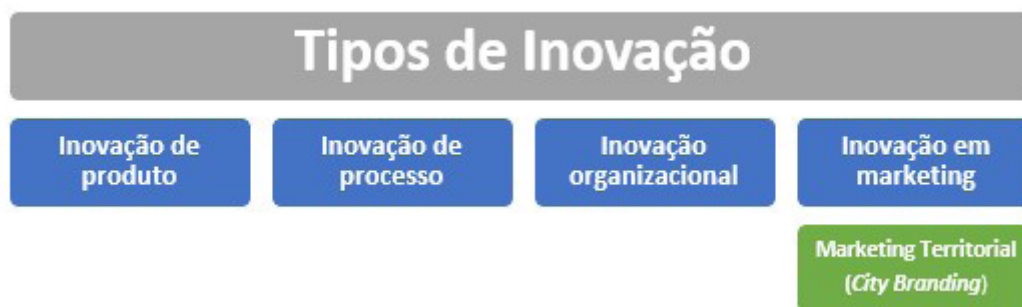 Tipos de Inovação
Inovação de
produto
Inovação de
processo
Inovação
organizacional
Inovação em
marketing
Marketing Territorial
(City Branding)